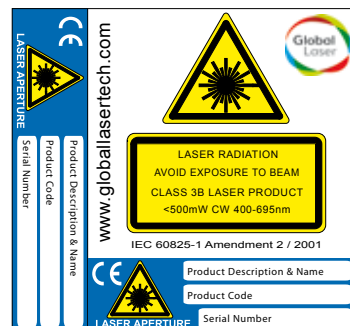 CE
LASER APERTURE
Product Description & Name
Product Code
Serial Number
www.globallasertech.com
Global
Laser
LASER RADIATION
AVOID EXPOSURE TO BEAM
CLASS 3B LASER PRODUCT
<500mW CW 400-695nm
IEC 60825-1 Amendment 2 / 2001
CE
LASER APERTURE
Product Description & Name
Product Code
Serial Number